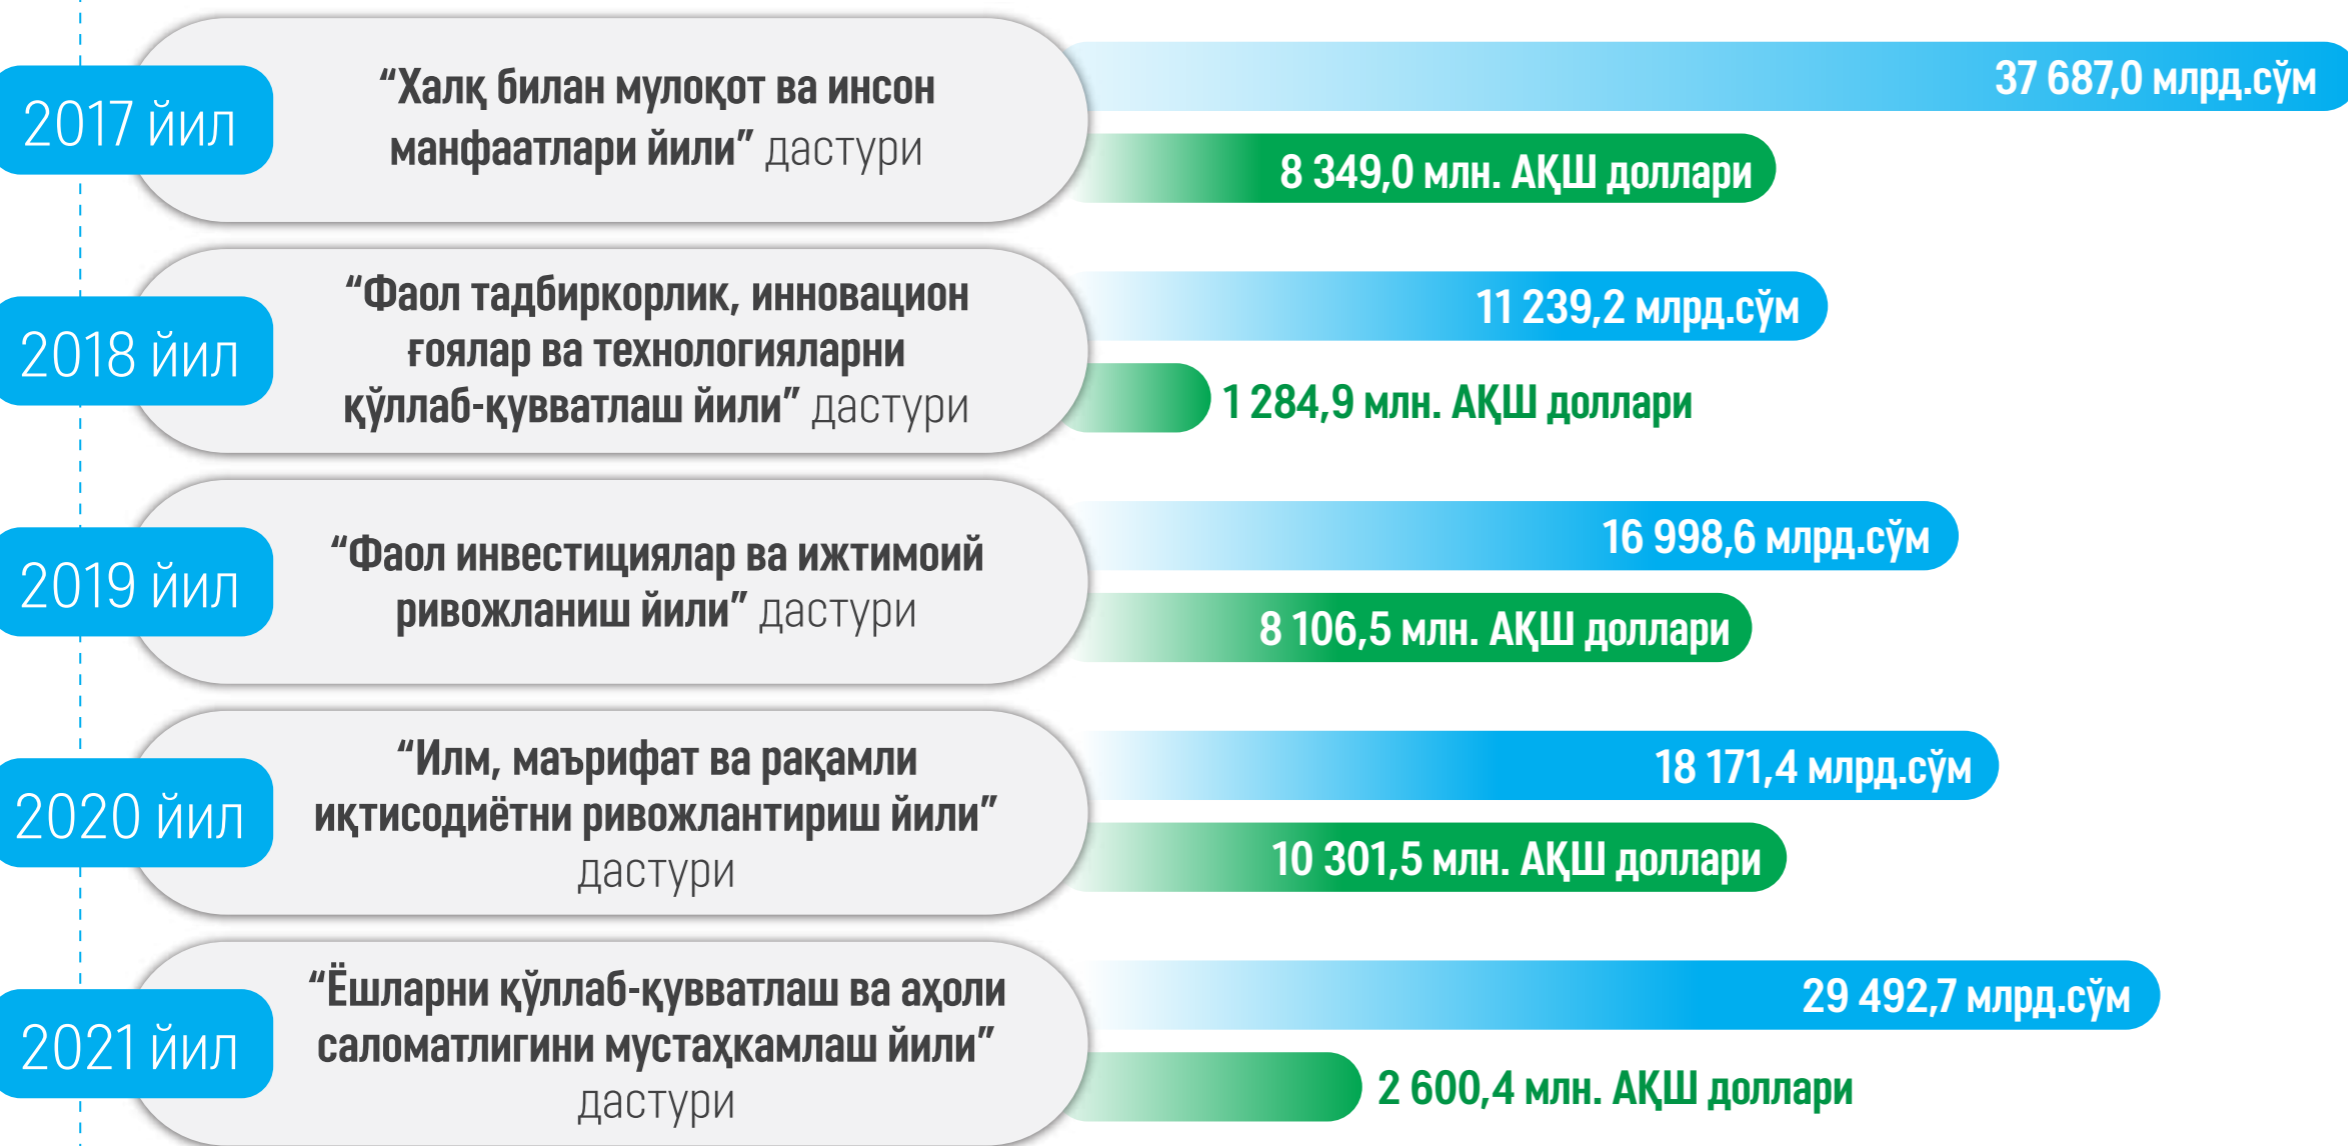 2017 йил
“Халқ билан мулоқот ва инсон
манфаатлари йили” дастури
37 687,0 млрд.сўм
8 349,0 млн. АҚШ доллари
2018 йил
“Фаол тадбиркорлик, инновацион
ғоялар ва технологияларни
қўллаб-қувватлаш йили” дастури
11 239,2 млрд.сўм
1 284,9 млн. АҚШ доллари
2019 йил
“Фаол инвестициялар ва ижтимоий
ривожланиш йили” дастури
16 998,6 млрд.сўм
8 106,5 млн. АҚШ доллари
2020 йил
“Илм, маърифат ва рақамли
иқтисодиётни ривожлантириш йили”
дастури
18 171,4 млрд.сўм
10 301,5 млн. АҚШ доллари
2021 йил
“Ёшларни қўллаб-қувватлаш ва аҳоли
саломатлигини мустаҳкамлаш йили”
дастури
29 492,7 млрд.сўм
2 600,4 млн. АҚШ доллари